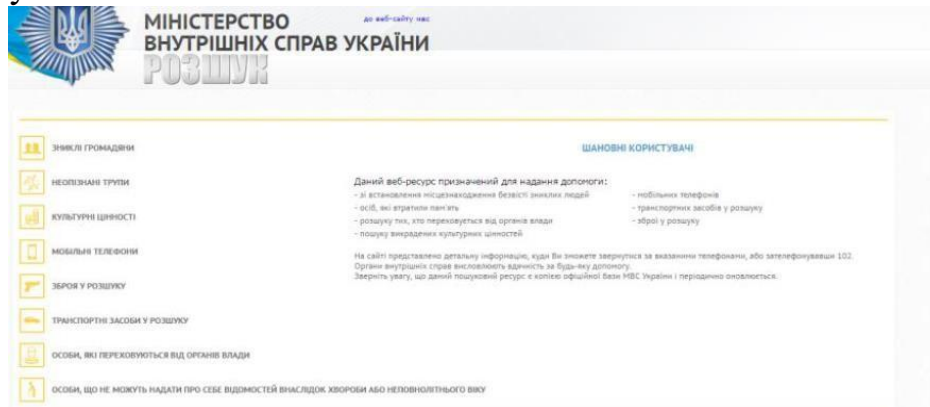 у
МІНІСТЕРСТВО
до веб-сайту мвс
ВНУТРІШНІХ СПРАВ УКРАЇНИ
РОЗШУК
ЗНИКЛІ ГРОМАДЯНИ
НЕОПІЗНАНІ ТРУПИ
КУЛЬТУРНІ ЦІННОСТІ
МОБІЛЬНІ ТЕЛЕФОНИ
ЗБРОЯ У РОЗШУКУ
ТРАНСПОРТНІ ЗАСОБИ У РОЗШУКУ
ОСОБИ, ЯКІ ПЕРЕХОВУЮТЬСЯ ВІД ОРГАНІВ ВЛАДИ
ОСОБИ, ЩО НЕ МОЖУТЬ НАДАТИ ПРО СЕБЕ ВІДОМОСТЕЙ ВНАСЛІДОК ХВОРОБИ АБО НЕПОВНОЛІТНЬОГО ВІКУ
ШАНОВНІ КОРИСТУВАЧІ
Даний веб-ресурс призначений для надання допомоги:
- зі встановлення місцезнаходження безвісті зниклих людей
- осіб, які втратили пам'ять
- розшуку тих, хто переховується від органів влади
- пошуку викрадених культурних цінностей
- мобільних телефонів
- транспортних засобів у розшуку
- зброї у розшуку
На сайті представлено детальну інформацію, куди Ви зможете звернутися за вказаними телефонами, або зателефонувавши 102.
Органи внутрішніх справ висловлюють вдячність за будь-яку допомогу.
Зверніть увагу, що даний пошуковий ресурс є копією офіційної бази МВС України і періодично оновлюється.